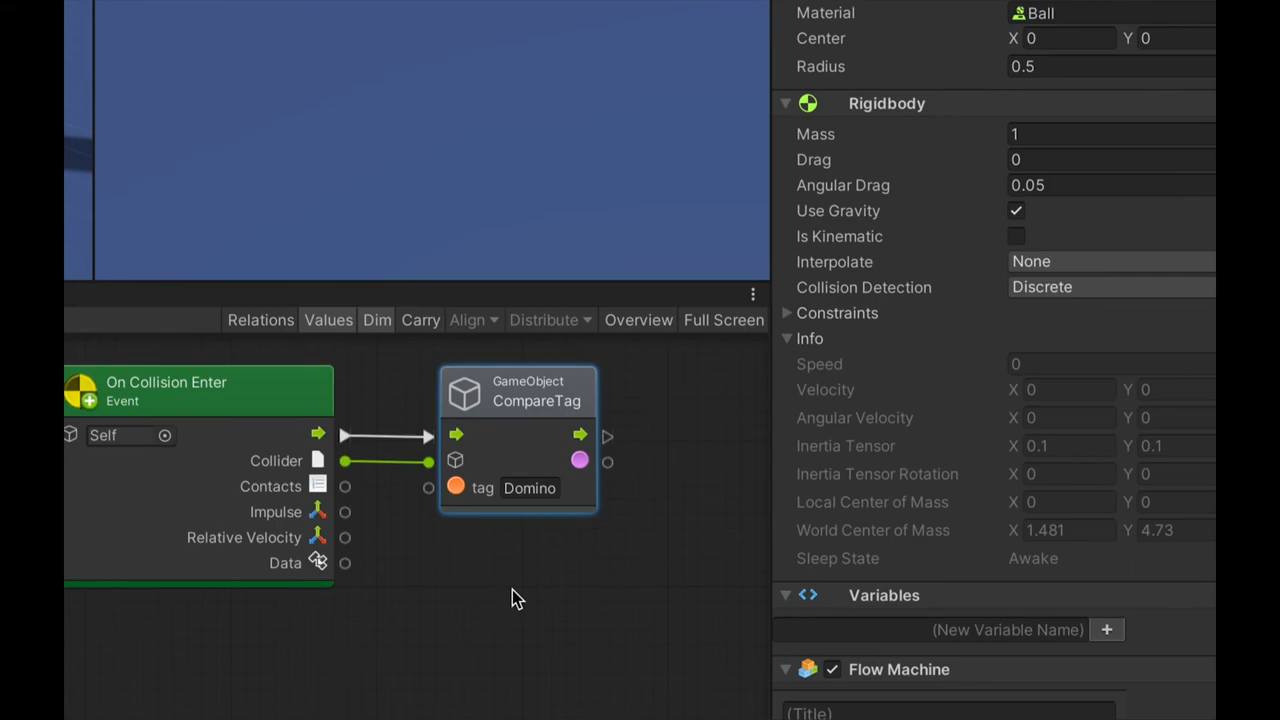 Material Ball
Center X 0 Y 0
Radius 0.5
Rigidbody
Mass 1
Drag 0
Angular Drag 0.05
Use Gravity
Is Kinematic
Interpolate None
Collision Detection Discrete
Constraints
Info
Speed 0
Velocity X 0 Y 0
Angular Velocity X 0 Y 0
Inertia Tensor X 0.1 Y 0.1
Inertia Tensor Rotation X 0 Y 0
Local Center of Mass X 0 Y 0
World Center of Mass X 1.481 Y 4.73
Sleep State Awake
Variables
(New Variable Name) +
Flow Machine
(Title)
Relations Values Dim Carry Align Distribute Overview Full Screen
On Collision Enter
Event
Self
Collider
Contacts
Impulse
Relative Velocity
Data
GameObject
CompareTag
tag Domino